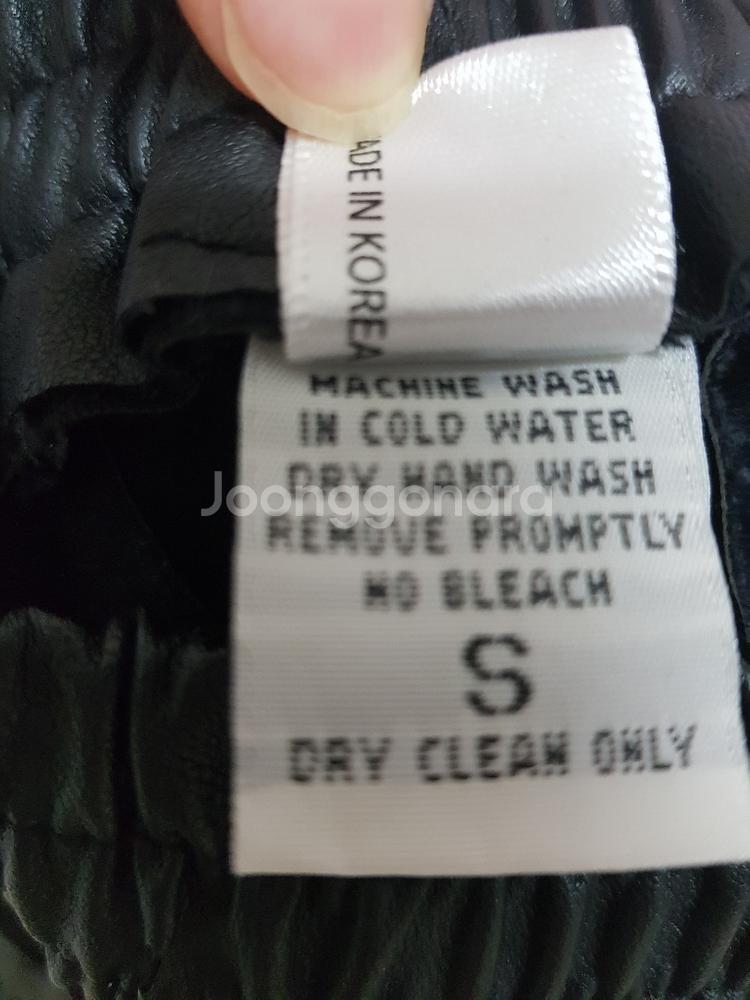 MADE IN KOREA
MACHINE WASH
IN COLD WATER
DRY HAND WASH
REMOVE PROMPTLY
NO BLEACH
S
DRY CLEAN ONLY
Joonggonara